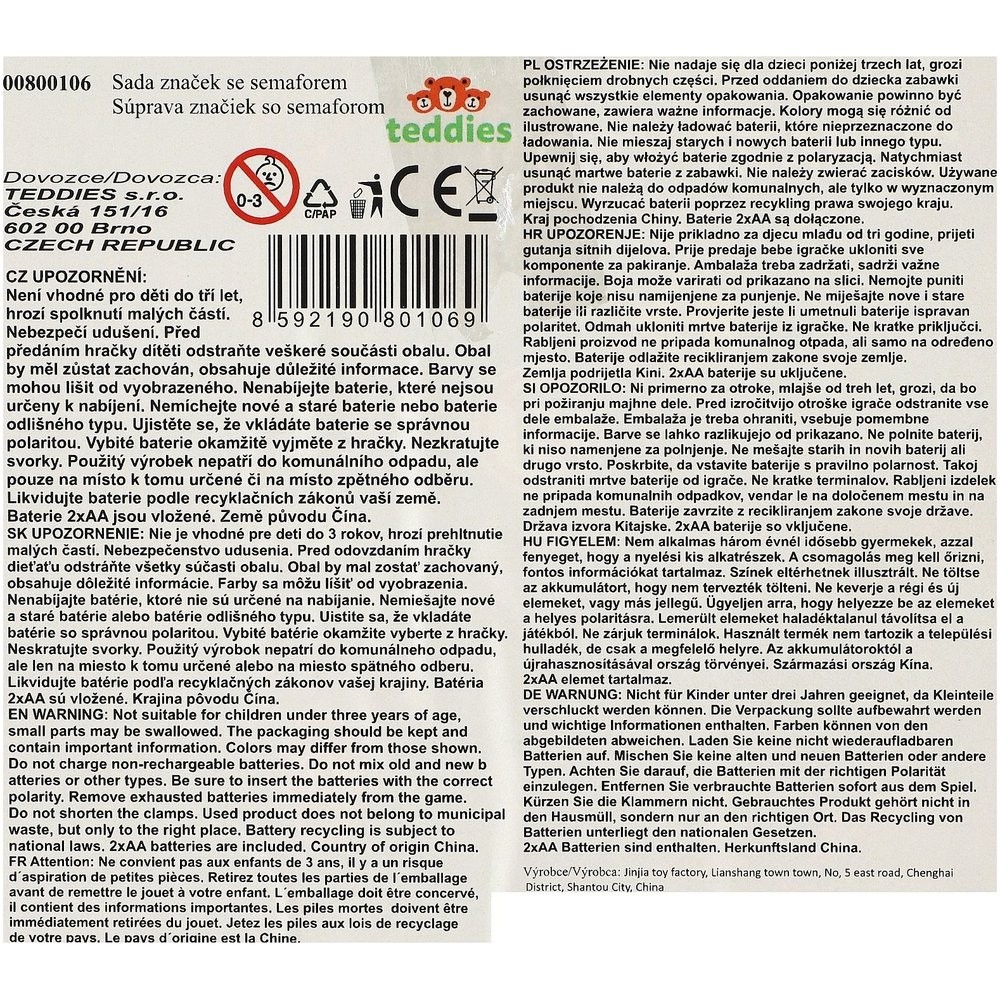 00800106 Sada značek se semaforem
Súprava značiek so semaforom
teddies
Dovozce/Dovozca:
TEDDIES s.r.o.
Česká 151/16
602 00 Brno
CZECH REPUBLIC
0-3
C/PAP
CE
8 592190 801069
CZ UPOZORNĚNÍ:
Není vhodné pro děti do tří let,
hrozí spolknutí malých částí.
Nebezpečí udušení. Před
předáním hračky dítěti odstraňte veškeré součásti obalu. Obal
by měl zůstat zachován, obsahuje důležité informace. Barvy se
mohou lišit od vyobrazeného. Nenabíjejte baterie, které nejsou
určeny k nabíjení. Nemíchejte nové a staré baterie nebo baterie
odlišného typu. Ujistěte se, že vkládáte baterie se správnou
polaritou. Vybité baterie okamžitě vyjměte z hračky. Nezkratujte
svorky. Použitý výrobek nepatří do komunálního odpadu, ale
pouze na místo k tomu určené či na místo zpětného odběru.
Likvidujte baterie podle recyklačních zákonů vaší země.
Baterie 2xAA jsou vložené. Země původu Čína.
SK UPOZORNENIE: Nie je vhodné pre deti do 3 rokov, hrozí prehltnutie
malých častí. Nebezpečenstvo udusenia. Pred odovzdaním hračky
dieťaťu odstráňte všetky súčasti obalu. Obal by mal zostať zachovaný,
obsahuje dôležité informácie. Farby sa môžu líšiť od vyobrazenia.
Nenabíjajte batérie, ktoré nie sú určené na nabíjanie. Nemiešajte nové
a staré batérie alebo batérie odlišného typu. Uistite sa, že vkladáte
batérie so správnou polaritou. Vybité batérie okamžite vyberte z hračky.
Neskratujte svorky. Použitý výrobok nepatrí do komunálneho odpadu,
ale len na miesto k tomu určené alebo na miesto spätného odberu.
Likvidujte batérie podľa recyklačných zákonov vašej krajiny. Batéria
2xAA sú vložené. Krajina pôvodu Čína.
EN WARNING: Not suitable for children under three years of age,
small parts may be swallowed. The packaging should be kept and
contain important information. Colors may differ from those shown.
Do not charge non-rechargeable batteries. Do not mix old and new b
atteries or other types. Be sure to insert the batteries with the correct
polarity. Remove exhausted batteries immediately from the game.
Do not shorten the clamps. Used product does not belong to municipal
waste, but only to the right place. Battery recycling is subject to
national laws. 2xAA batteries are included. Country of origin China.
FR Attention: Ne convient pas aux enfants de 3 ans, il y a un risque
d´aspiration de petites pièces. Retirez toutes les parties de l´emballage
avant de remettre le jouet à votre enfant. L´emballage doit être concervé,
il contient des informations importantes. Les piles mortes doivent être
immédiatement retirées du jouet. Jetez les piles aux lois de recyclage
de votre pays. Le pays d´origine est la Chine.
PL OSTRZEŻENIE: Nie nadaje się dla dzieci poniżej trzech lat, grozi
połknięciem drobnych części. Przed oddaniem do dziecka zabawki
usunąć wszystkie elementy opakowania. Opakowanie powinno być
zachowane, zawiera ważne informacje. Kolory mogą się różnić od
ilustrowane. Nie należy ładować baterii, które nieprzeznaczone do
ładowania. Nie mieszaj starych i nowych baterii lub innego typu.
Upewnij się, aby włożyć baterie zgodnie z polaryzacją. Natychmiast
usunąć martwe baterie z zabawki. Nie należy zwierać zacisków. Używane
produkt nie należą do odpadów komunalnych, ale tylko w wyznaczonym
miejscu. Wyrzucać baterii poprzez recykling prawa swojego kraju.
Kraj pochodzenia Chiny. Baterie 2xAA są dołączone.
HR UPOZORENJE: Nije prikladno za djecu mlađu od tri godine, prijeti
gutanja sitnih dijelova. Prije predaje bebe igračke ukloniti sve
komponente za pakiranje. Ambalaža treba zadržati, sadrži važne
informacije. Boja može varirati od prikazano na slici. Nemojte puniti
baterije koje nisu namijenjene za punjenje. Ne miješajte nove i stare
baterije ili različite vrste. Provjerite jeste li umetnuli baterije ispravan
polaritet. Odmah ukloniti mrtve baterije iz igračke. Ne kratke priključci.
Rabljeni proizvod ne pripada komunalnog otpada, ali samo na određeno
mjesto. Baterije odlažite recikliranjem zakone svoje zemlje.
Zemlja podrijetla Kini. 2xAA baterije su uključene.
SI OPOZORILO: Ni primerno za otroke, mlajše od treh let, grozi, da bo
pri požiranju majhne dele. Pred izročitvijo otroške igrače odstranite vse
dele embalaže. Embalaža je treba ohraniti, vsebuje pomembne
informacije. Barve se lahko razlikujejo od prikazano. Ne polnite baterij,
ki niso namenjene za polnjenje. Ne mešajte starih in novih baterij ali
drugo vrsto. Poskrbite, da vstavite baterije s pravilno polarnost. Takoj
odstraniti mrtve baterije od igrače. Ne kratke terminalov. Rabljeni izdelek
ne pripada komunalnih odpadkov, vendar le na določenem mestu in na
zadnjem mestu. Baterije zavrzite z recikliranjem zakone svoje države.
Država izvora Kitajske. 2xAA baterije so vključene.
HU FIGYELEM: Nem alkalmas három évnél idősebb gyermekek, azzal
fenyeget, hogy a nyelési kis alkatrészek. A csomagolás meg kell őrizni,
fontos információkat tartalmaz. Színek eltérhetnek illusztrált. Ne töltse
az akkumulátort, hogy nem tervezték tölteni. Ne keverje a régi és új
elemeket, vagy más jellegű. Ügyeljen arra, hogy helyezze be az elemeket
a helyes polaritásra. Lemerült elemeket haladéktalanul távolítsa el a
játékból. Ne zárjuk terminálok. Használt termék nem tartozik a települési
hulladék, de csak a megfelelő helyre. Az akkumulátoroktól a
újrahasznosításával ország törvényei. Származási ország Kína.
2xAA elemet tartalmaz.
DE WARNUNG: Nicht für Kinder unter drei Jahren geeignet, da Kleinteile
verschluckt werden können. Die Verpackung sollte aufbewahrt werden
und wichtige Informationen enthalten. Farben können von den
abgebildeten abweichen. Laden Sie keine nicht wiederaufladbaren
Batterien auf. Mischen Sie keine alten und neuen Batterien oder andere
Typen. Achten Sie darauf, die Batterien mit der richtigen Polarität
einzulegen. Entfernen Sie verbrauchte Batterien sofort aus dem Spiel.
Kürzen Sie die Klammern nicht. Gebrauchtes Produkt gehört nicht in
den Hausmüll, sondern nur an den richtigen Ort. Das Recycling von
Batterien unterliegt den nationalen Gesetzen.
2xAA Batterien sind enthalten. Herkunftsland China.
Výrobce/Výrobca: Jinjia toy factory, Lianshang town town, No, 5 east road, Chenghai
District, Shantou City, China